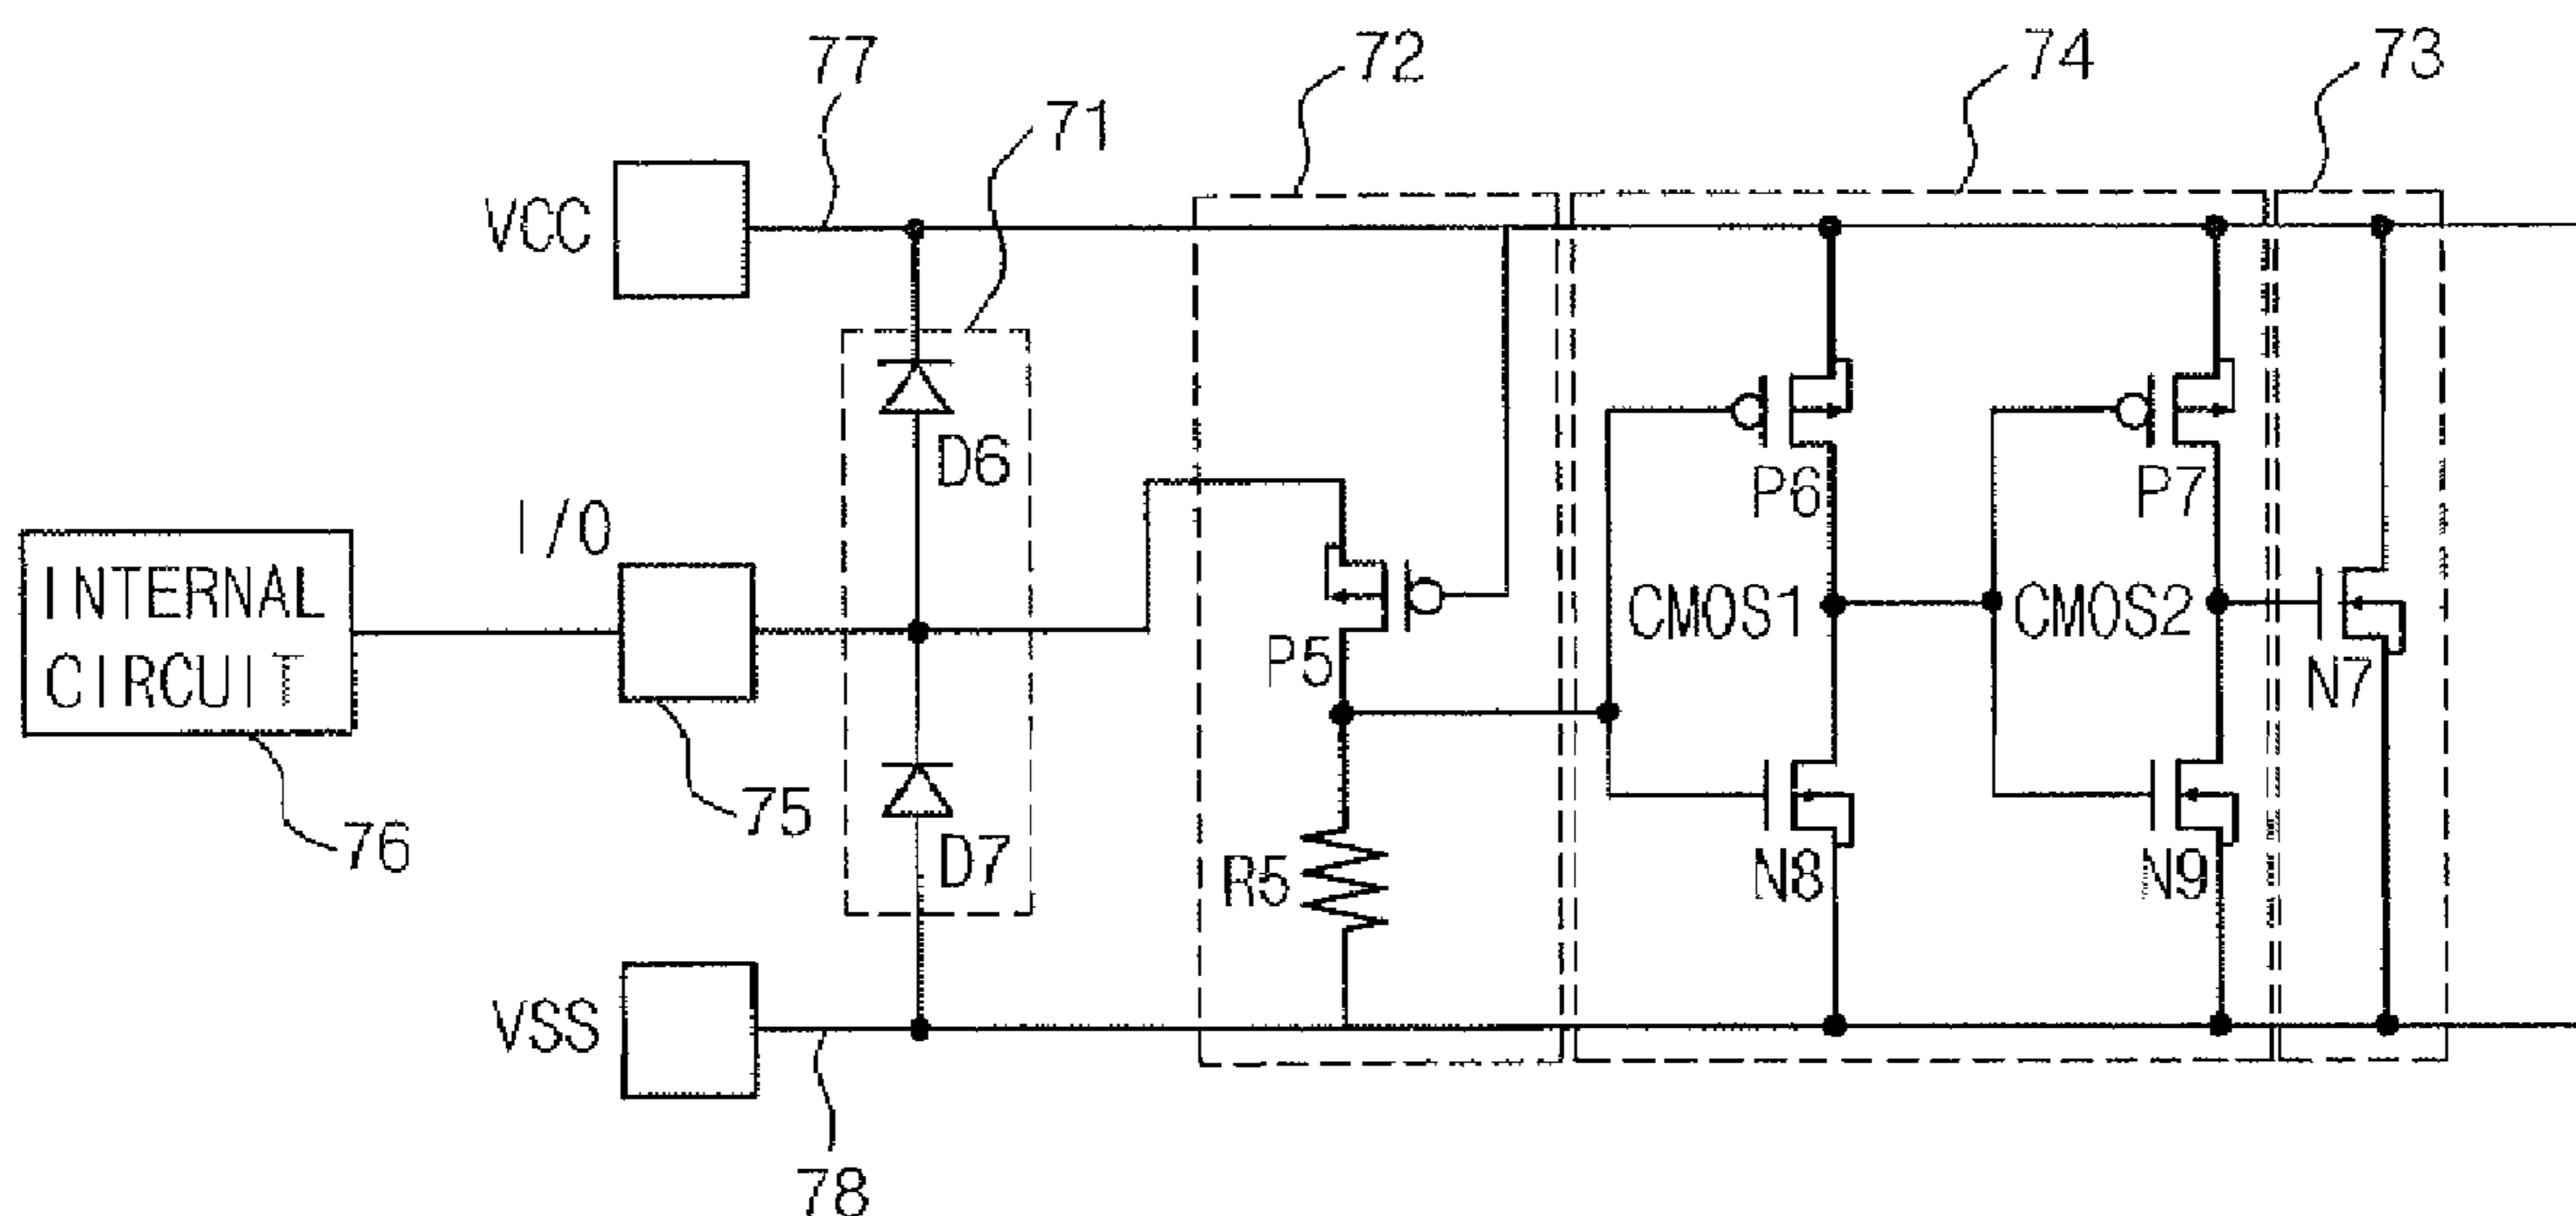 72
74
73
77
71
VCC
D6
P6
P7
I/O
INTERNAL
CIRCUIT
CMOS1
CMOS2
P5
N7
75
76
D7
R5
N8
N9
VSS
78